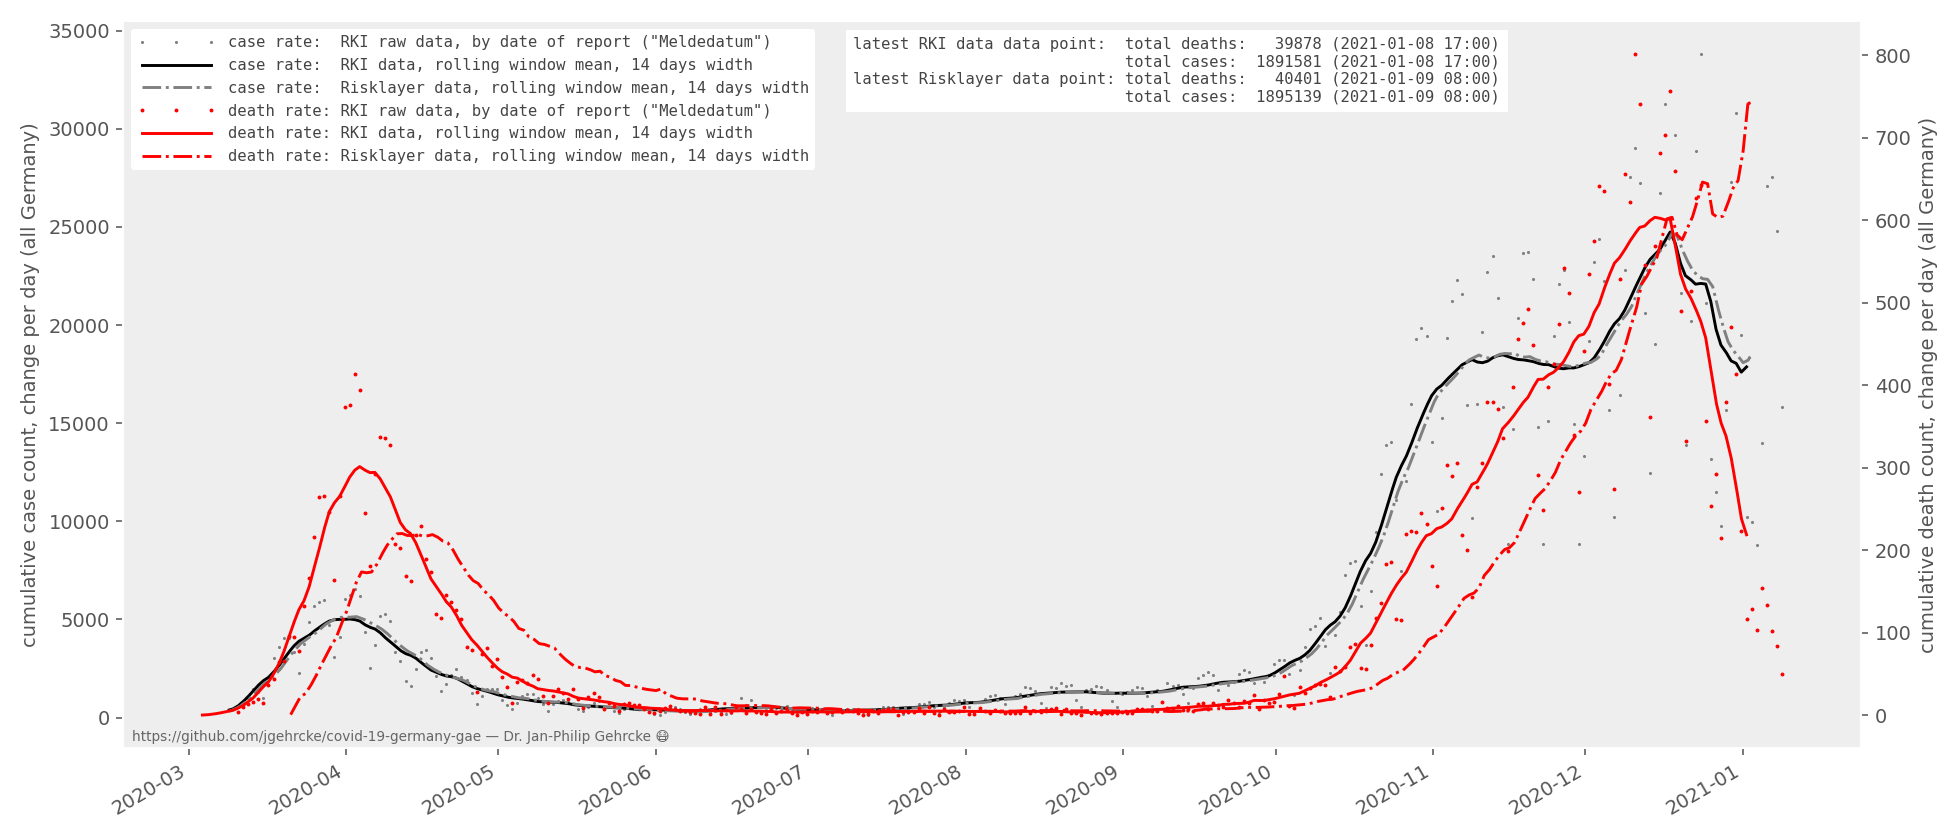 35000
30000
25000
20000
15000
10000
5000
0
cumulative case count, change per day (all Germany)
case rate:  RKI raw data, by date of report ("Meldedatum")
case rate:  RKI data, rolling window mean, 14 days width
case rate:  Risklayer data, rolling window mean, 14 days width
death rate: RKI raw data, by date of report ("Meldedatum")
death rate: RKI data, rolling window mean, 14 days width
death rate: Risklayer data, rolling window mean, 14 days width
latest RKI data data point:  total deaths:   39878 (2021-01-08 17:00)
total cases:  1891581 (2021-01-08 17:00)
latest Risklayer data point: total deaths:   40401 (2021-01-09 08:00)
total cases:  1895139 (2021-01-09 08:00)
800
700
600
500
400
300
200
100
0
cumulative death count, change per day (all Germany)
https://github.com/jgehrcke/covid-19-germany-gae — Dr. Jan-Philip Gehrcke 😷
2020-03
2020-04
2020-05
2020-06
2020-07
2020-08
2020-09
2020-10
2020-11
2020-12
2021-01